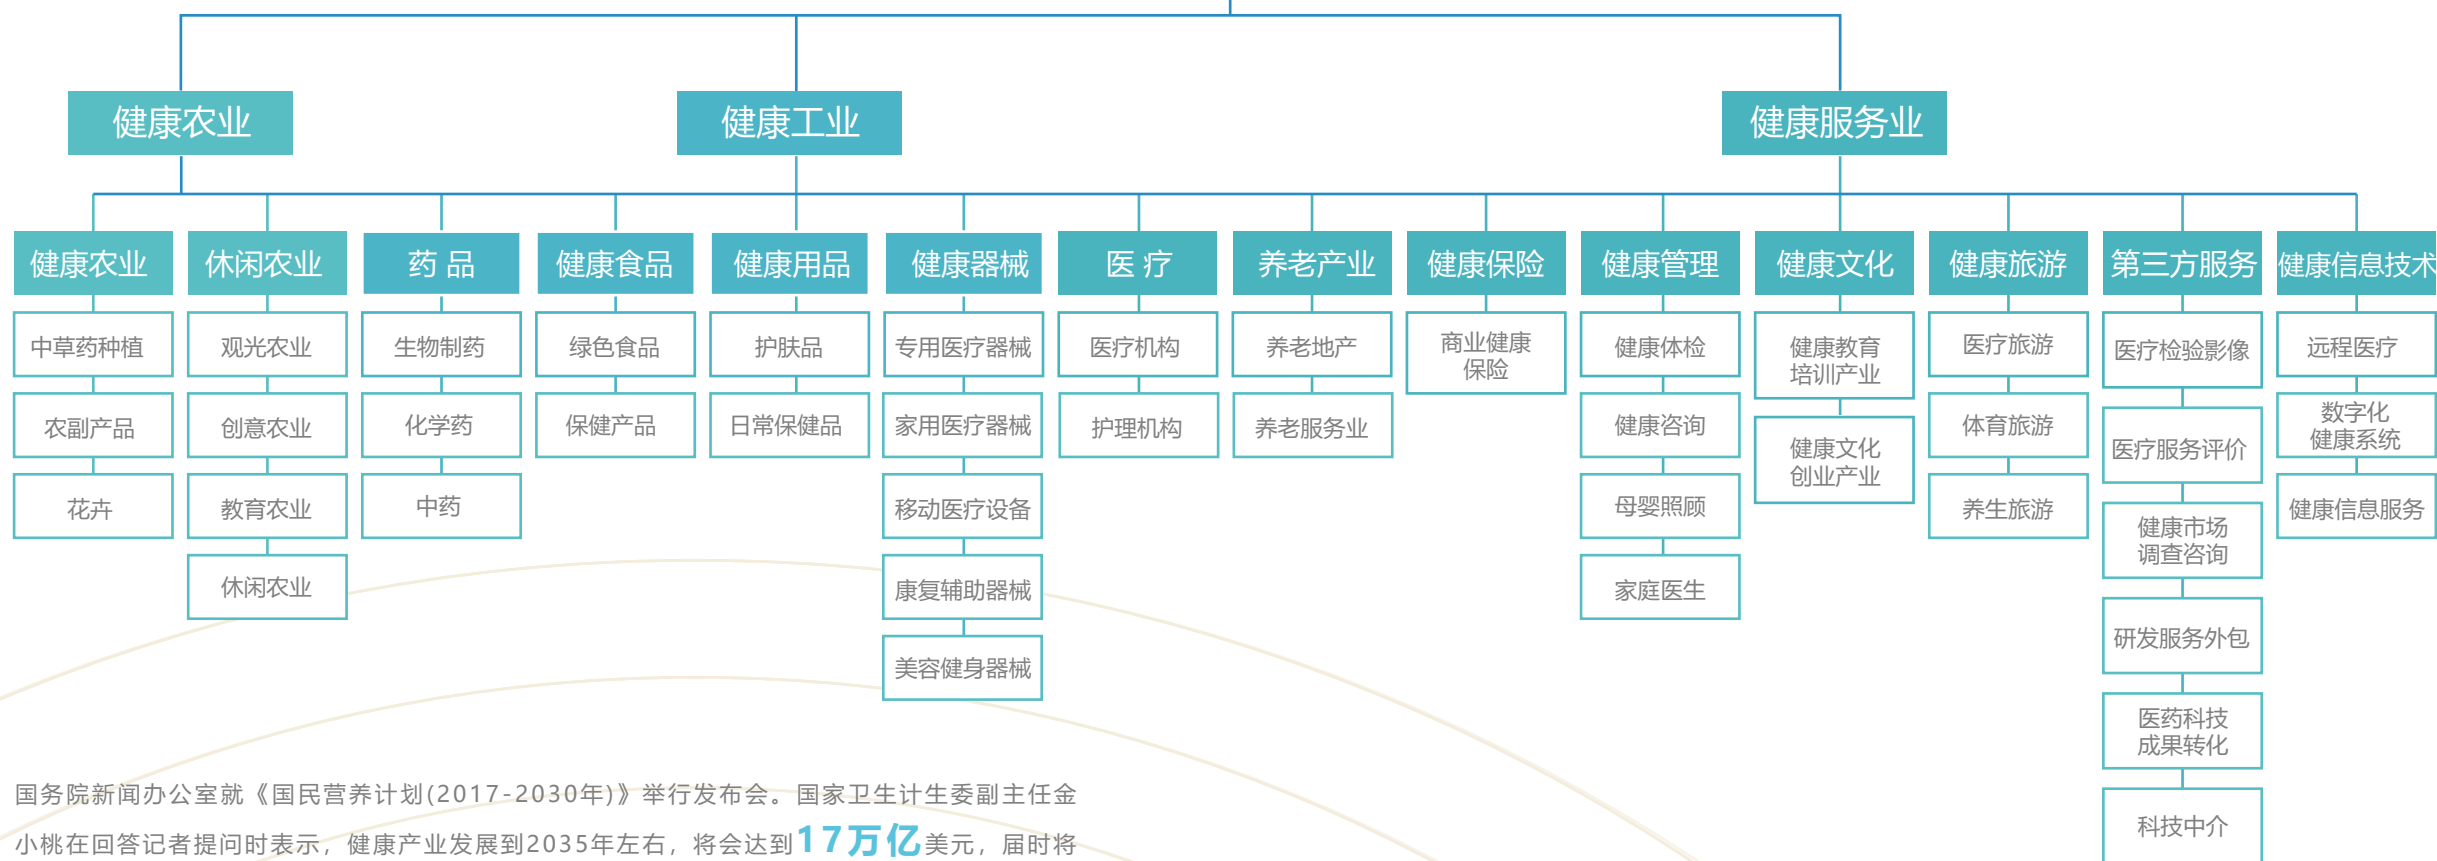 健康农业
健康工业
健康服务业
健康农业
休闲农业
药 品
健康食品
健康用品
健康器械
医 疗
养老产业
健康保险
健康管理
健康文化
健康旅游
第三方服务
健康信息技术
中草药种植
农副产品
花卉
观光农业
创意农业
教育农业
休闲农业
生物制药
化学药
中药
绿色食品
保健产品
护肤品
日常保健品
专用医疗器械
家用医疗器械
移动医疗设备
康复辅助器械
美容健身器械
医疗机构
护理机构
养老地产
养老服务业
商业健康
保险
健康体检
健康咨询
母婴照顾
家庭医生
健康教育
培训产业
健康文化
创业产业
医疗旅游
体育旅游
养生旅游
医疗检验影像
医疗服务评价
健康市场
调查咨询
研发服务外包
医药科技
成果转化
科技中介
远程医疗
数字化
健康系统
健康信息服务
国务院新闻办公室就《国民营养计划(2017-2030年)》举行发布会。国家卫生计生委副主任金
小桃在回答记者提问时表示，健康产业发展到2035年左右，将会达到17万亿美元，届时将